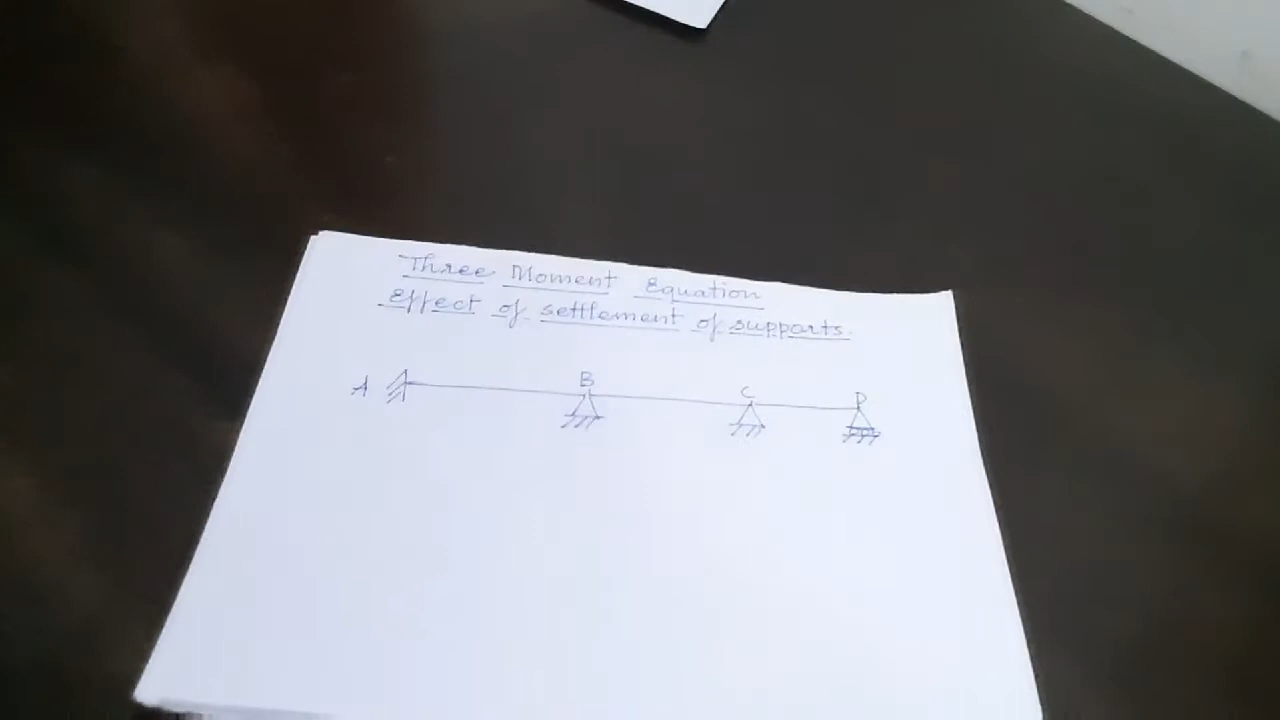 Three Moment Equation
Effect of settlement of supports.
A B C D